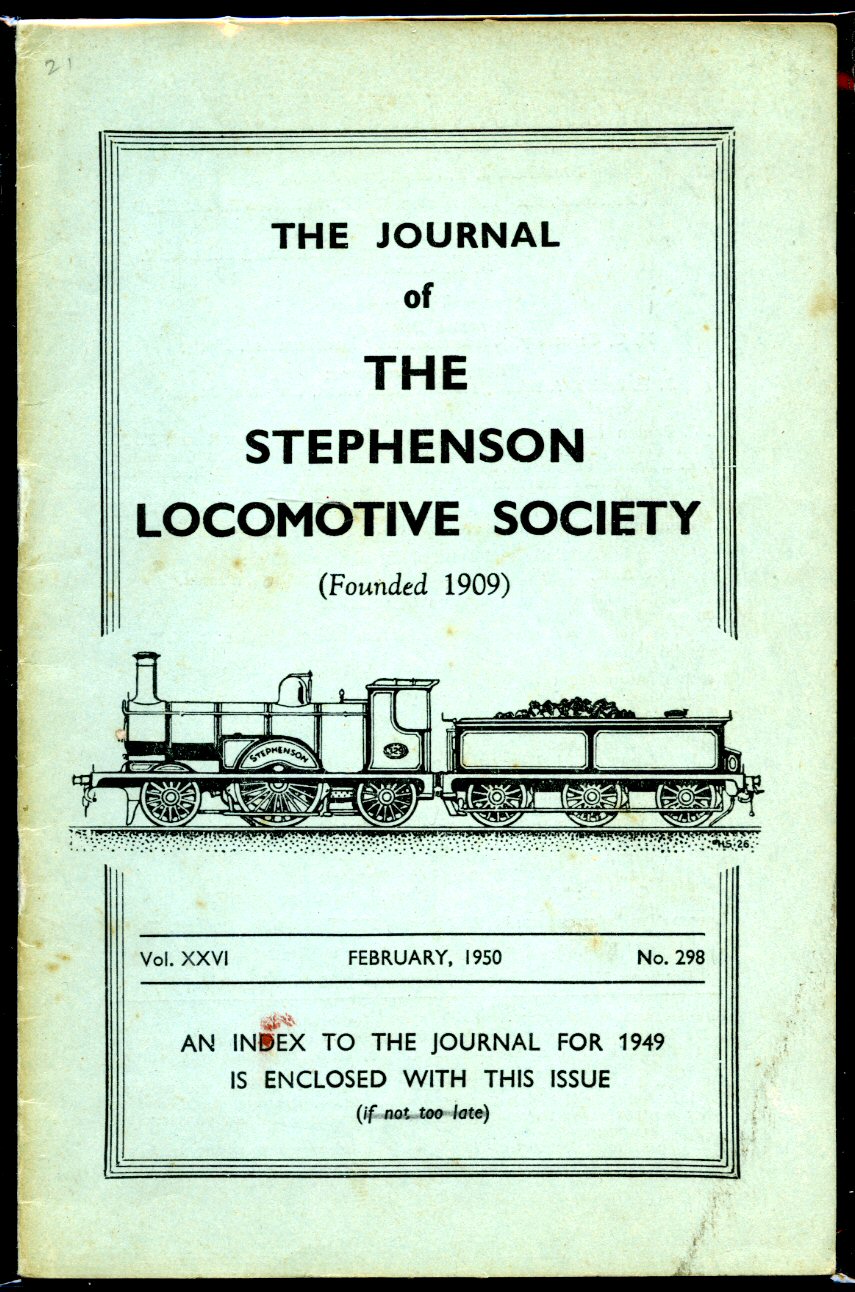 21
THE JOURNAL
of
THE
STEPHENSON
LOCOMOTIVE SOCIETY
(Founded 1909)
STEPHENSON
329
Vol. XXVI FEBRUARY, 1950 No. 298
AN INDEX TO THE JOURNAL FOR 1949
IS ENCLOSED WITH THIS ISSUE
(if not too late)